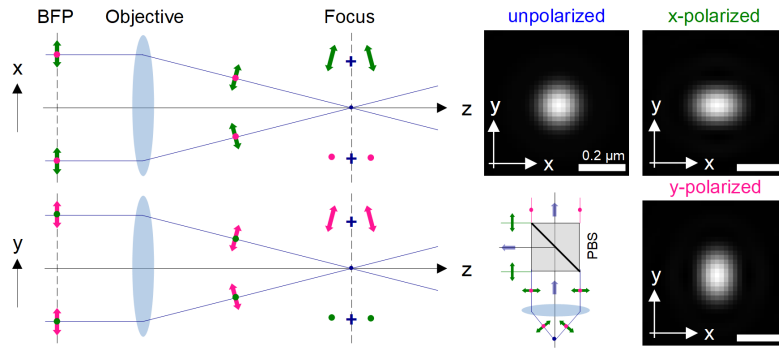 BFP Objective Focus
x
z
y
z
unpolarized
y
x
0.2 µm
x-polarized
y
x
PBS
y-polarized
y
x